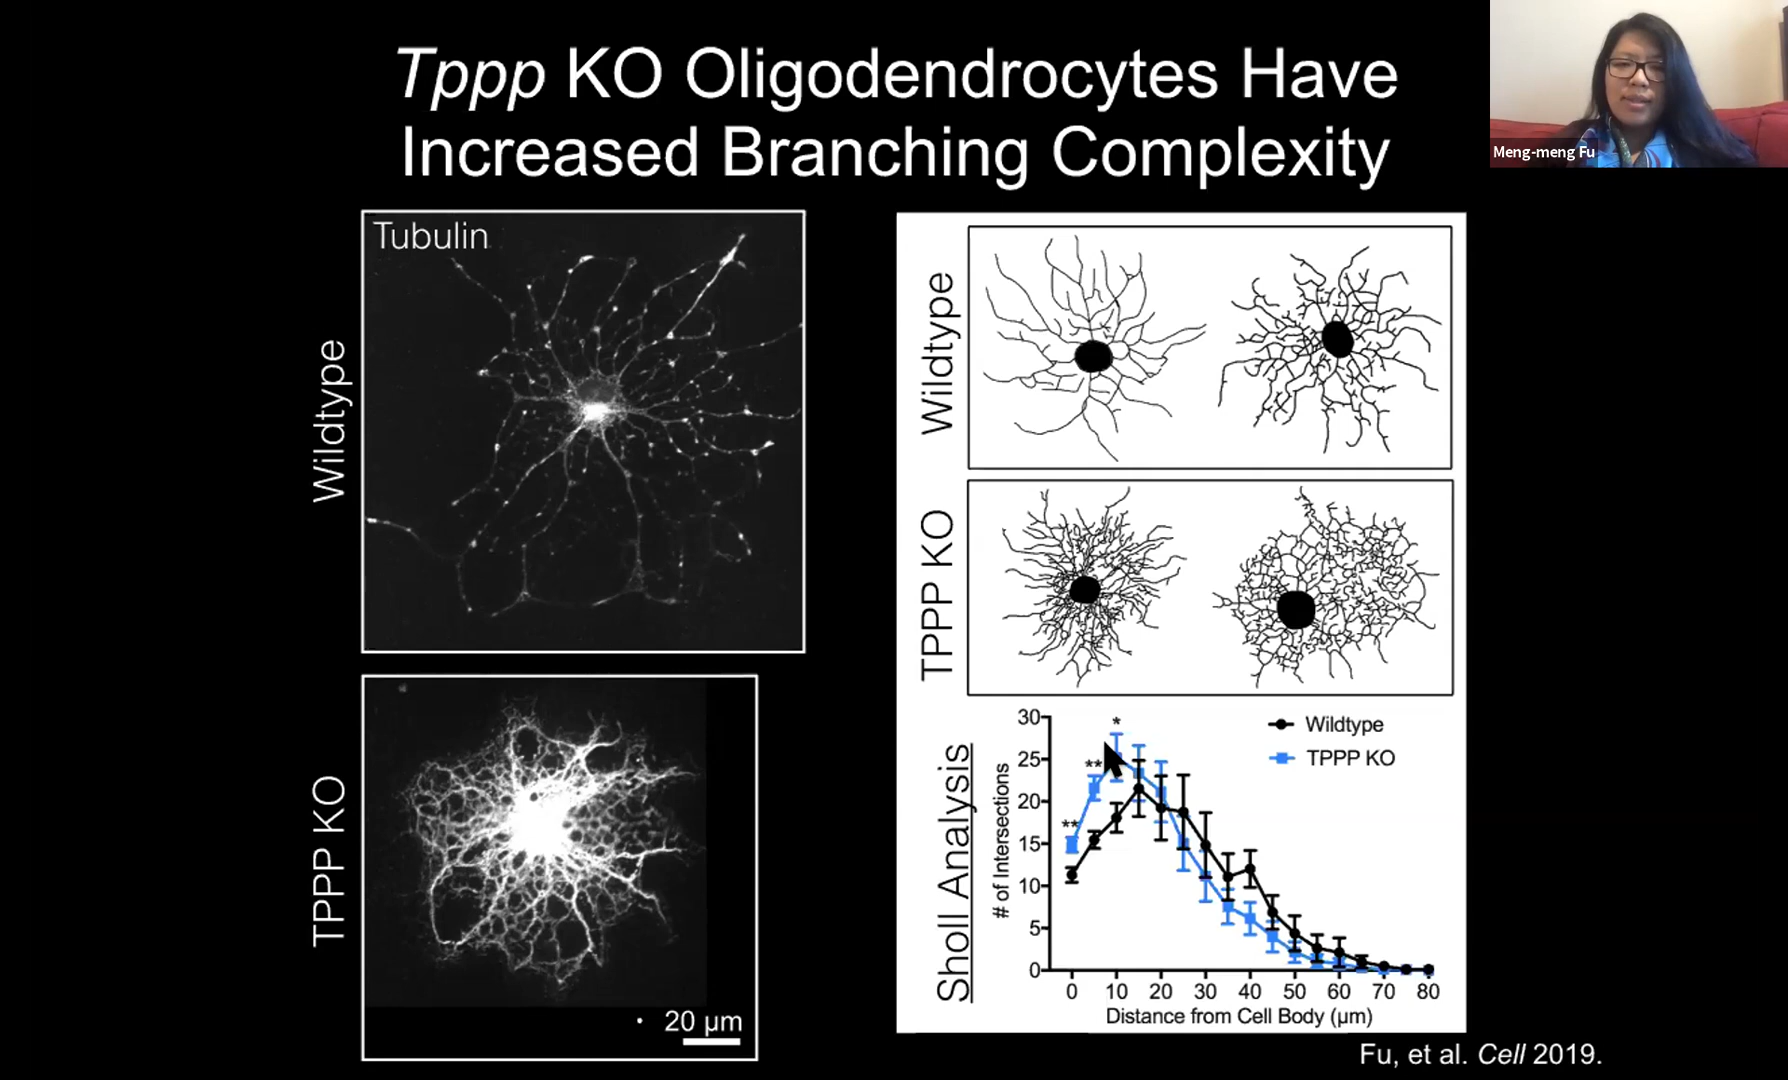 Tppp KO Oligodendrocytes Have
Increased Branching Complexity
Meng-meng Fu
Tubulin
Wildtype
TPPP KO
20 µm
Wildtype
TPPP KO
Sholl Analysis
# of Intersections
30
25
20
15
10
5
0
**
**
*
Wildtype
TPPP KO
0 10 20 30 40 50 60 70 80
Distance from Cell Body (µm)
Fu, et al. Cell 2019.